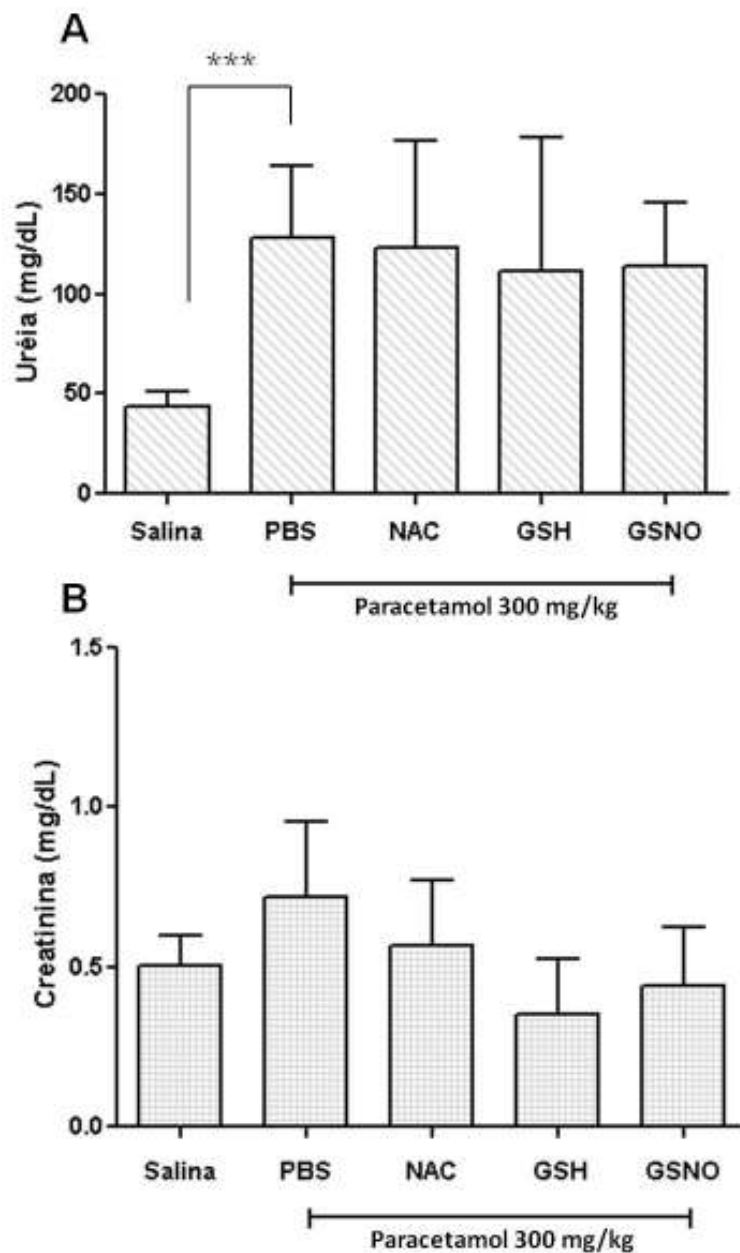 A
***
200
150
100
50
0
Uréia (mg/dL)
Salina PBS NAC GSH GSNO
Paracetamol 300 mg/kg
B
1.5
1.0
0.5
0.0
Creatinina (mg/dL)
Salina PBS NAC GSH GSNO
Paracetamol 300 mg/kg